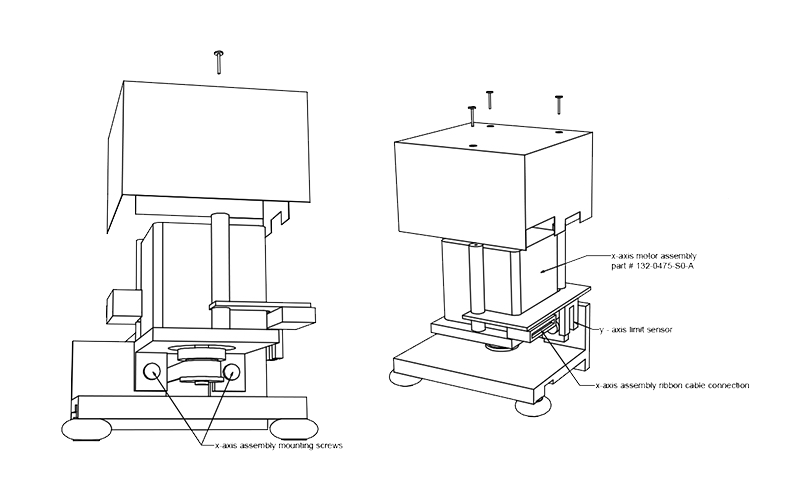 x-axis motor assembly
part # 132-0475-S0-A
y - axis limit sensor
x-axis assembly ribbon cable connection
x-axis assembly mounting screws